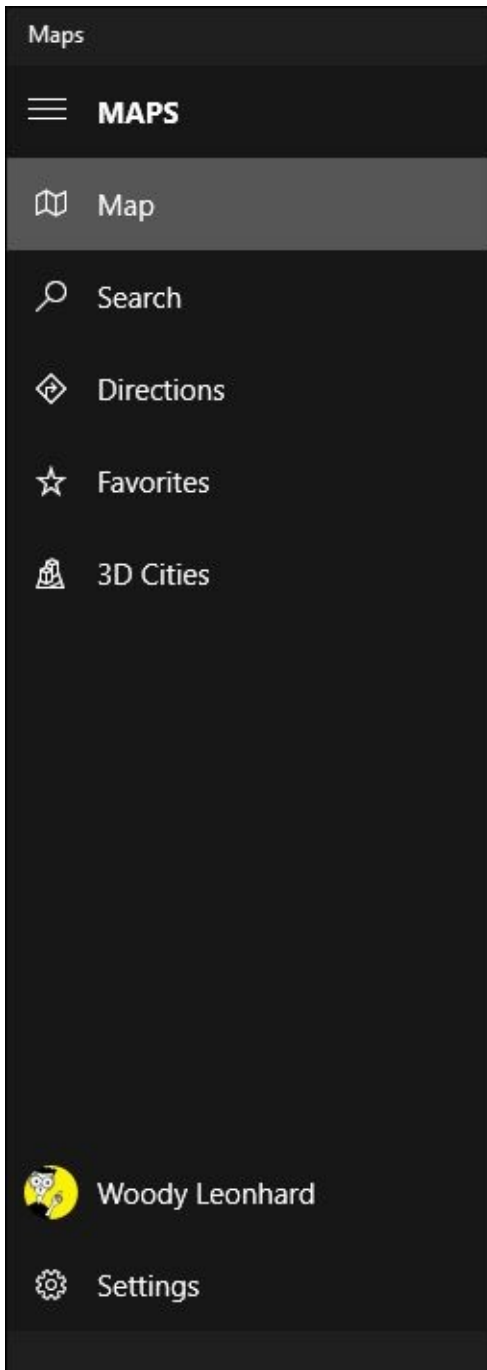 Maps
MAPS
Map
Search
Directions
Favorites
3D Cities
Woody Leonhard
Settings